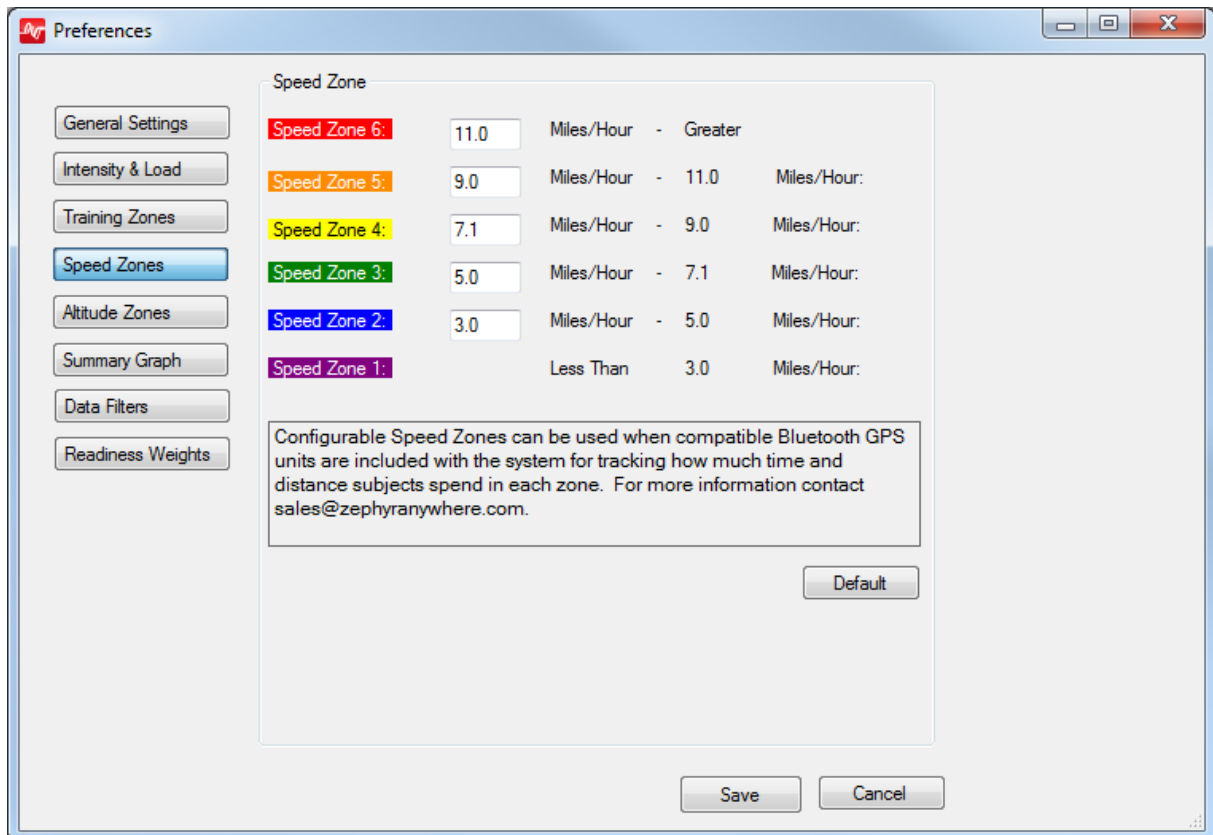 Preferences
Speed Zone
General Settings
Intensity & Load
Training Zones
Speed Zones
Altitude Zones
Summary Graph
Data Filters
Readiness Weights
Speed Zone 6: 11.0 Miles/Hour - Greater
Speed Zone 5: 9.0 Miles/Hour - 11.0 Miles/Hour:
Speed Zone 4: 7.1 Miles/Hour - 9.0 Miles/Hour:
Speed Zone 3: 5.0 Miles/Hour - 7.1 Miles/Hour:
Speed Zone 2: 3.0 Miles/Hour - 5.0 Miles/Hour:
Speed Zone 1: Less Than 3.0 Miles/Hour:
Configurable Speed Zones can be used when compatible Bluetooth GPS
units are included with the system for tracking how much time and
distance subjects spend in each zone.  For more information contact
sales@zephyranywhere.com.
Default
Save Cancel